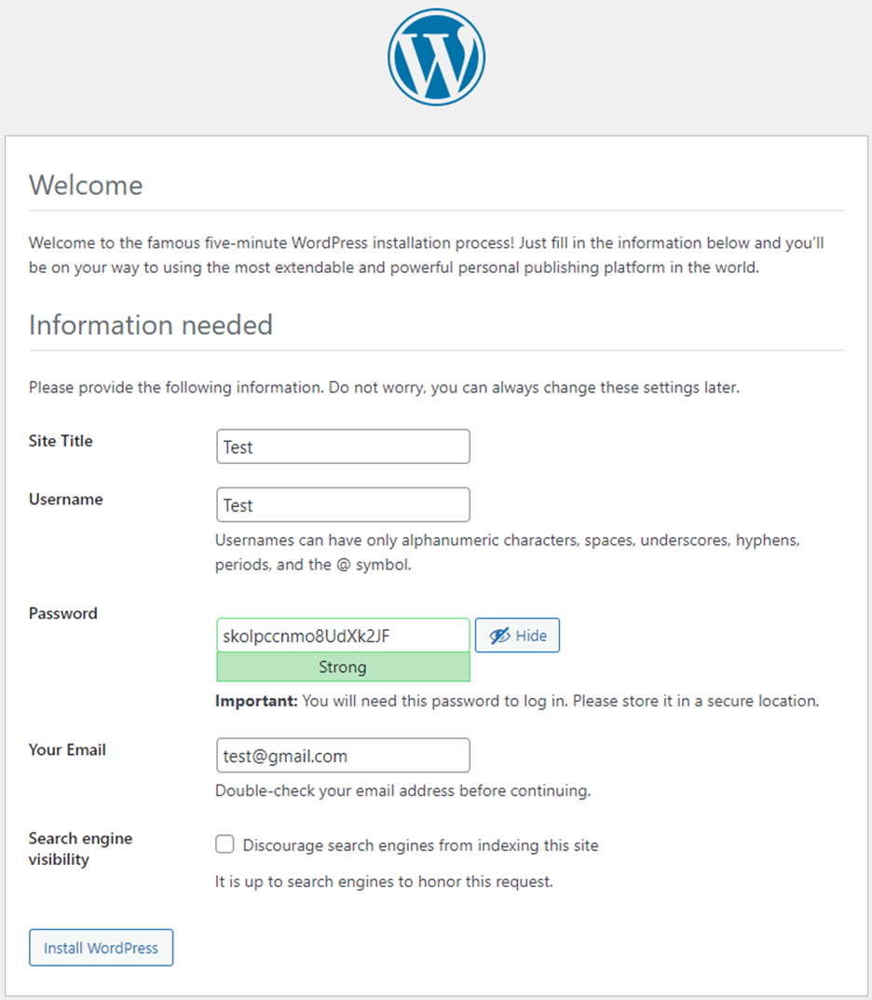 Welcome
Welcome to the famous five-minute WordPress installation process! Just fill in the information below and you’ll
be on your way to using the most extendable and powerful personal publishing platform in the world.
Information needed
Please provide the following information. Do not worry, you can always change these settings later.
Site Title
Test
Username
Test
Usernames can have only alphanumeric characters, spaces, underscores, hyphens,
periods, and the @ symbol.
Password
skolpccnmo8UdXk2JF
Hide
Strong
Important: You will need this password to log in. Please store it in a secure location.
Your Email
test@gmail.com
Double-check your email address before continuing.
Search engine
visibility
Discourage search engines from indexing this site
It is up to search engines to honor this request.
Install WordPress